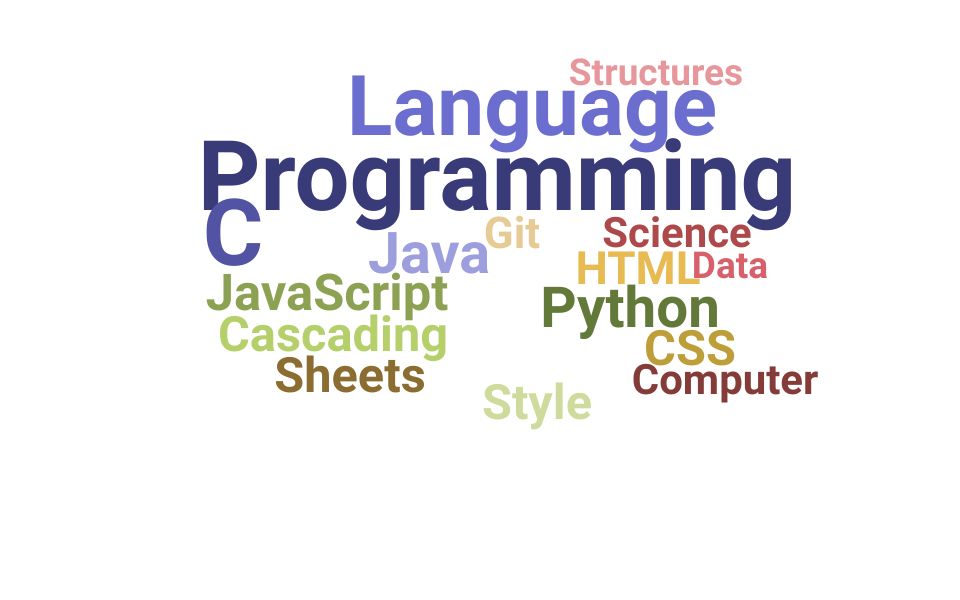 Structures
Language
Programming
C
Git
Science
Java
HTML
Data
JavaScript
Python
Cascading
CSS
Sheets
Computer
Style